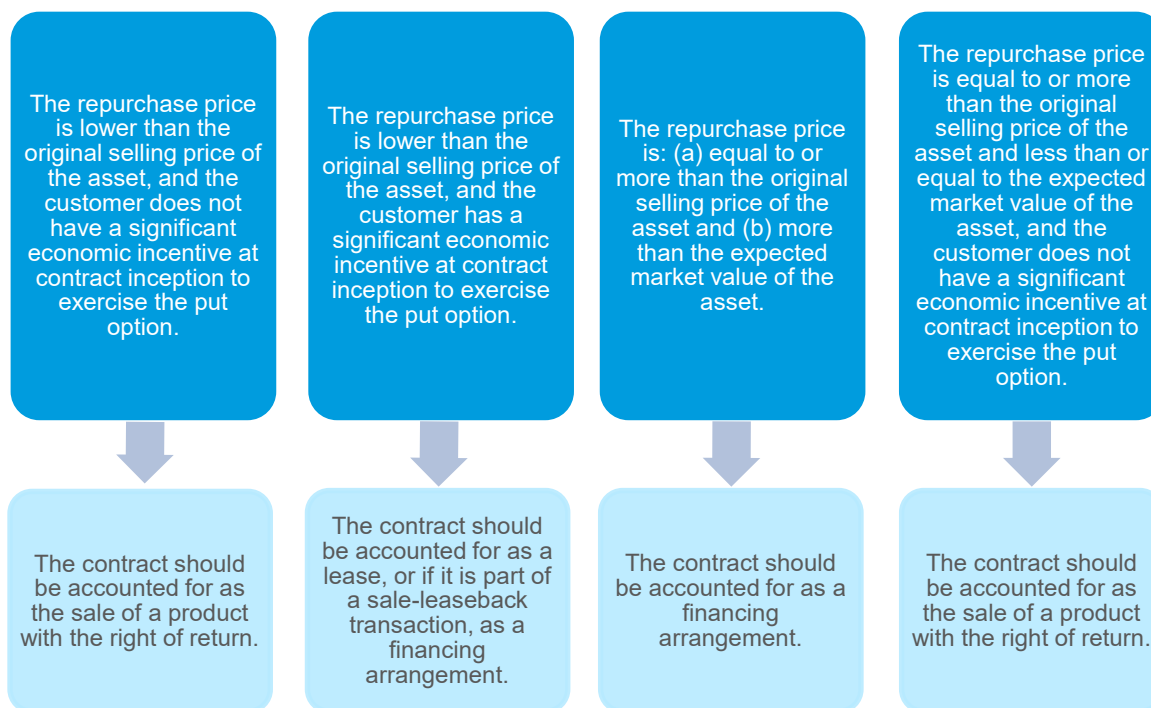 The repurchase price
is lower than the
original selling price of
the asset, and the
customer does not
have a significant
economic incentive at
contract inception to
exercise the put
option.
The repurchase price
is lower than the
original selling price of
the asset, and the
customer has a
significant economic
incentive at contract
inception to exercise
the put option.
The repurchase price
is: (a) equal to or
more than the original
selling price of the
asset and (b) more
than the expected
market value of the
asset.
The repurchase price
is equal to or more
than the original
selling price of the
asset and less than or
equal to the expected
market value of the
asset, and the
customer does not
have a significant
economic incentive at
contract inception to
exercise the put
option.
The contract should
be accounted for as
the sale of a product
with the right of return.
The contract should
be accounted for as a
lease, or if it is part of
a sale-leaseback
transaction, as a
financing
arrangement.
The contract should
be accounted for as a
financing
arrangement.
The contract should
be accounted for as
the sale of a product
with the right of return.